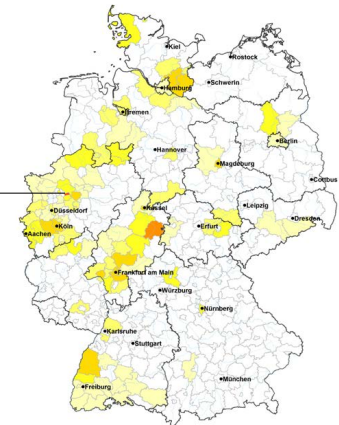 Kiel
Rostock
Hamburg
Schwerin
Bremen
Berlin
Hannover
Magdeburg
Cottbus
Düsseldorf
Kassel
Leipzig
Dresden
Köln
Erfurt
Aachen
Frankfurt am Main
Würzburg
Nürnberg
Karlsruhe
Stuttgart
München
Freiburg